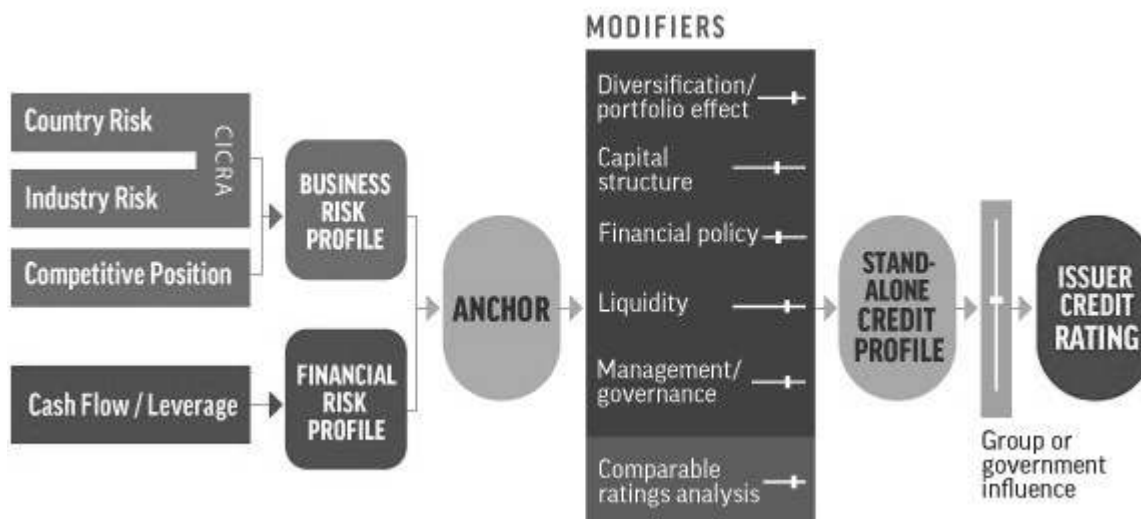 MODIFIERS
Country Risk
CICRA
Industry Risk
Competitive Position
Cash Flow / Leverage
BUSINESS
RISK
PROFILE
FINANCIAL
RISK
PROFILE
ANCHOR
Diversification/
portfolio effect
Capital
structure
Financial policy
Liquidity
Management/
governance
Comparable
ratings analysis
STAND-
ALONE
CREDIT
PROFILE
Group or
government
influence
ISSUER
CREDIT
RATING